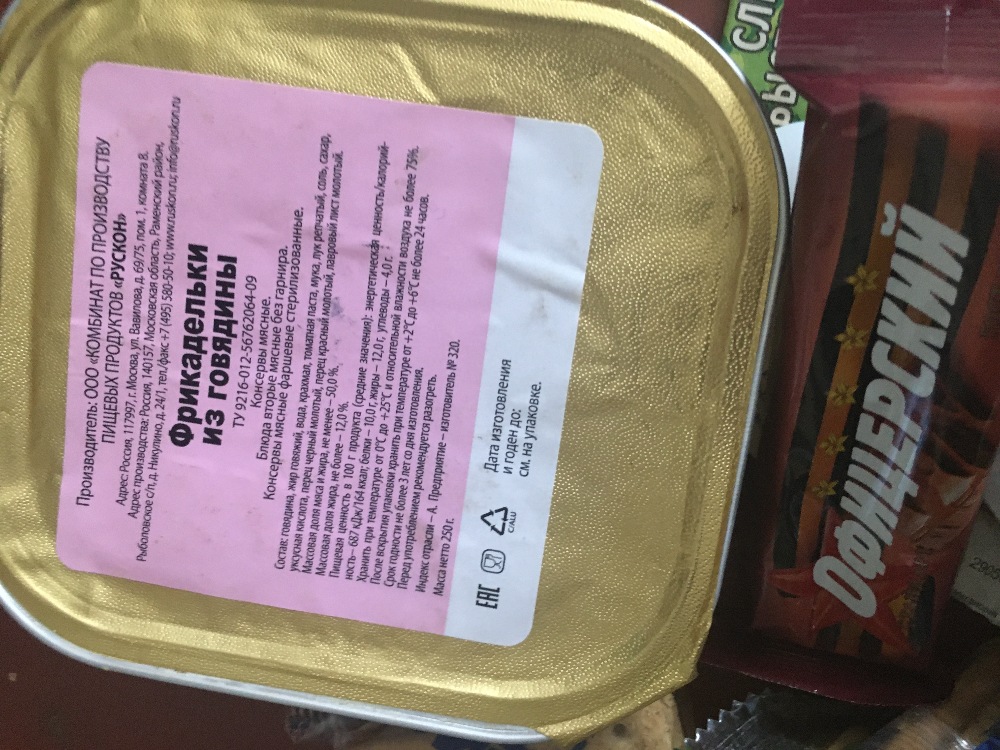 Производитель: ООО «КОМБИНАТ ПО ПРОИЗВОДСТВУ
ПИЩЕВЫХ ПРОДУКТОВ «РУСКОН»
Адрес: Россия, 117997, г. Москва, ул. Вавилова, д. 69/75, пом. 1, комната 8.
Адрес производства: Россия, 140157, Московская область, Раменский район,
Рыболовское с/п, д. Никулино, д. 24/1, тел./факс +7 (495) 580-50-10; www.ruskon.ru; info@ruskon.ru
Фрикадельки
из говядины
ТУ 9216-012-56762064-09
Консервы мясные.
Блюда вторые мясные без гарнира.
Консервы мясные фаршевые стерилизованные.
Состав: говядина, жир говяжий, вода, крахмал, томатная паста, мука, лук репчатый, соль, сахар,
уксусная кислота, перец черный молотый, перец красный молотый, лавровый лист молотый.
Массовая доля мяса и жира, не менее – 50,0 %.
Массовая доля жира, не более – 12,0 %.
Пищевая ценность в 100 г продукта (средние значения): энергетическая ценность/калорий-
ность – 687 кДж/164 ккал; белки – 10,0 г, жиры – 12,0 г, углеводы – 4,0 г.
Хранить при температуре от 0°С до +25°С и относительной влажности воздуха не более 75%.
После вскрытия упаковки хранить при температуре от +2°С до +6°С не более 24 часов.
Срок годности не более 3 лет со дня изготовления.
Перед употреблением рекомендуется разогреть.
Индекс отрасли – А. Предприятие – изготовитель № 320.
Масса нетто 250 г.
EAC
C/ALU
Дата изготовления
и годен до:
см. на упаковке.
ОФИЦЕРСКИЙ
СЛ